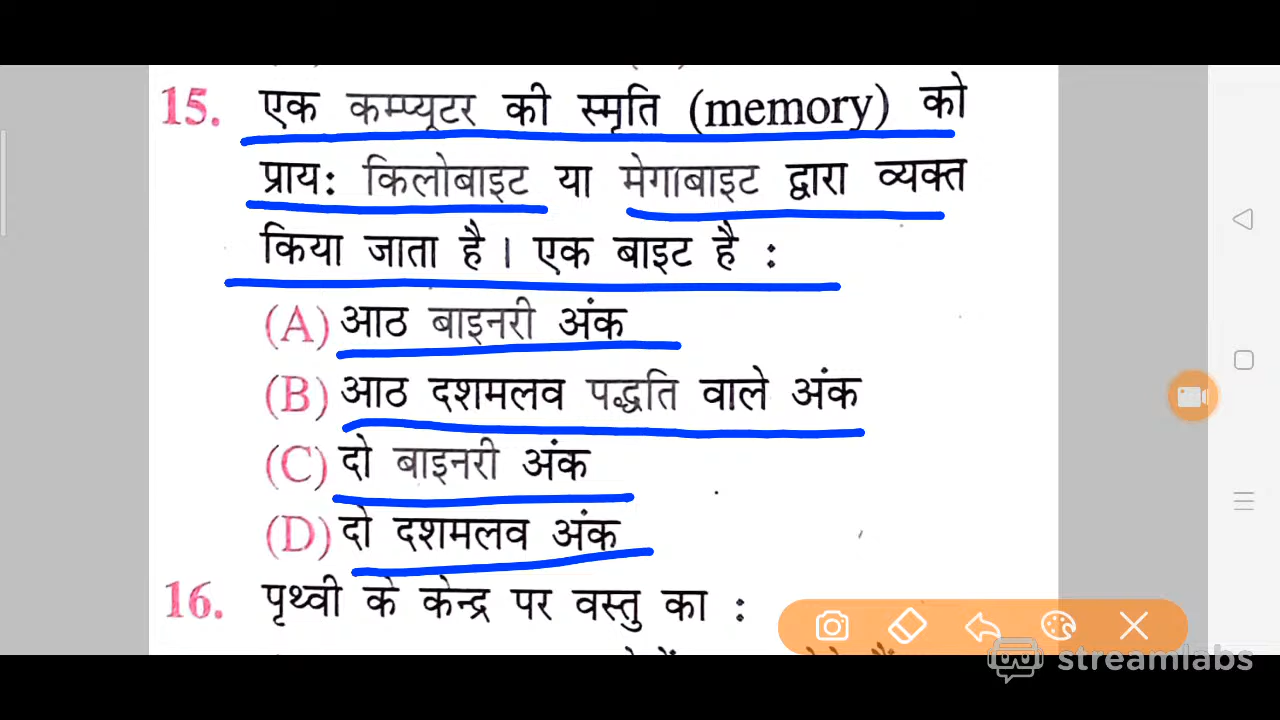 15. एक कम्प्यूटर की स्मृति (memory) को
प्राय: किलोबाइट या मेगाबाइट द्वारा व्यक्त
किया जाता है। एक बाइट है :
(A) आठ बाइनरी अंक
(B) आठ दशमलव पद्धति वाले अंक
(C) दो बाइनरी अंक
(D) दो दशमलव अंक
16. पृथ्वी के केन्द्र पर वस्तु का :
streamlabs